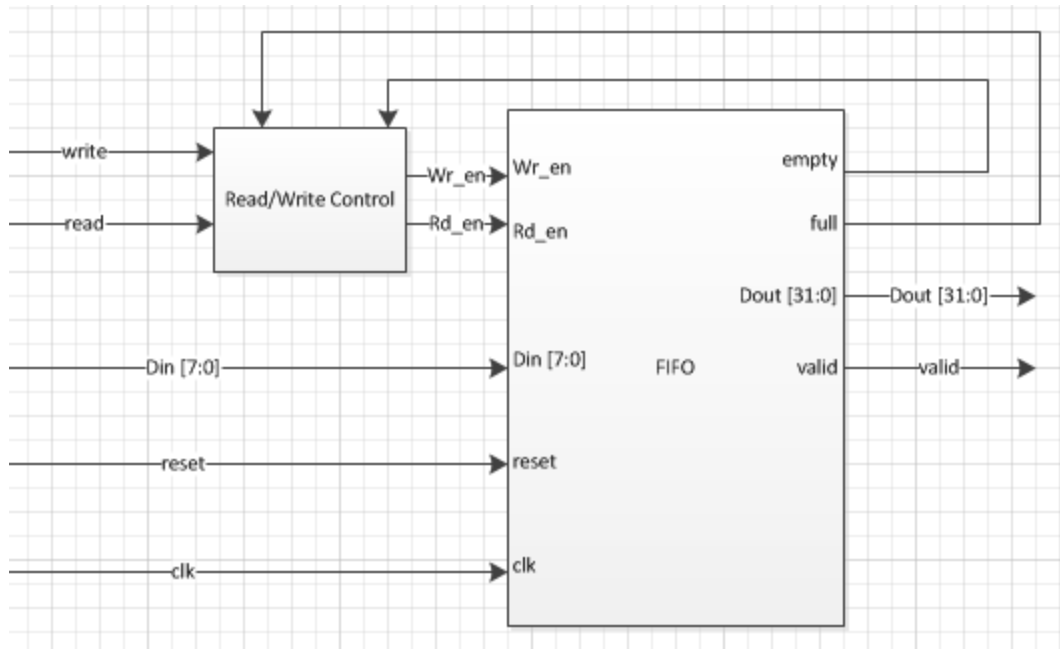 write
read
Read/Write Control
Wr_en
Rd_en
Wr_en
Rd_en
empty
full
Dout [31:0]
Dout [31:0]
Din [7:0]
Din [7:0]
FIFO
valid
valid
reset
reset
clk
clk